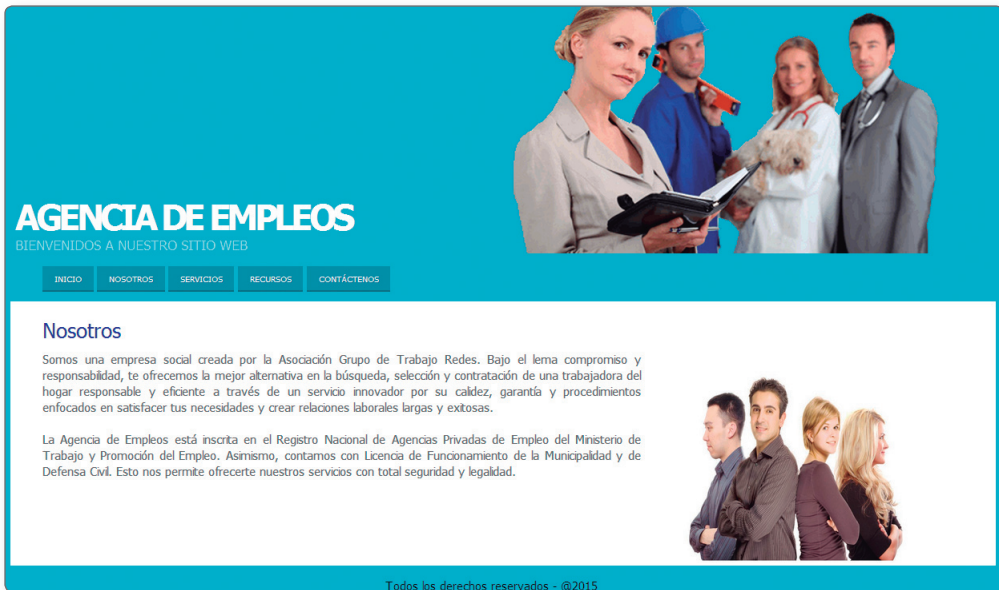 AGENCIA DE EMPLEOS
BIENVENIDOS A NUESTRO SITIO WEB
INICIO NOSOTROS SERVICIOS RECURSOS CONTÁCTENOS
Nosotros
Somos una empresa social creada por la Asociación Grupo de Trabajo Redes. Bajo el lema compromiso y
responsabilidad, te ofrecemos la mejor alternativa en la búsqueda, selección y contratación de una trabajadora del
hogar responsable y eficiente a través de un servicio innovador por su calidez, garantía y procedimientos
enfocados en satisfacer tus necesidades y crear relaciones laborales largas y exitosas.
La Agencia de Empleos está inscrita en el Registro Nacional de Agencias Privadas de Empleo del Ministerio de
Trabajo y Promoción del Empleo. Asimismo, contamos con Licencia de Funcionamiento de la Municipalidad y de
Defensa Civil. Esto nos permite ofrecerte nuestros servicios con total seguridad y legalidad.
Todos los derechos reservados - @2015